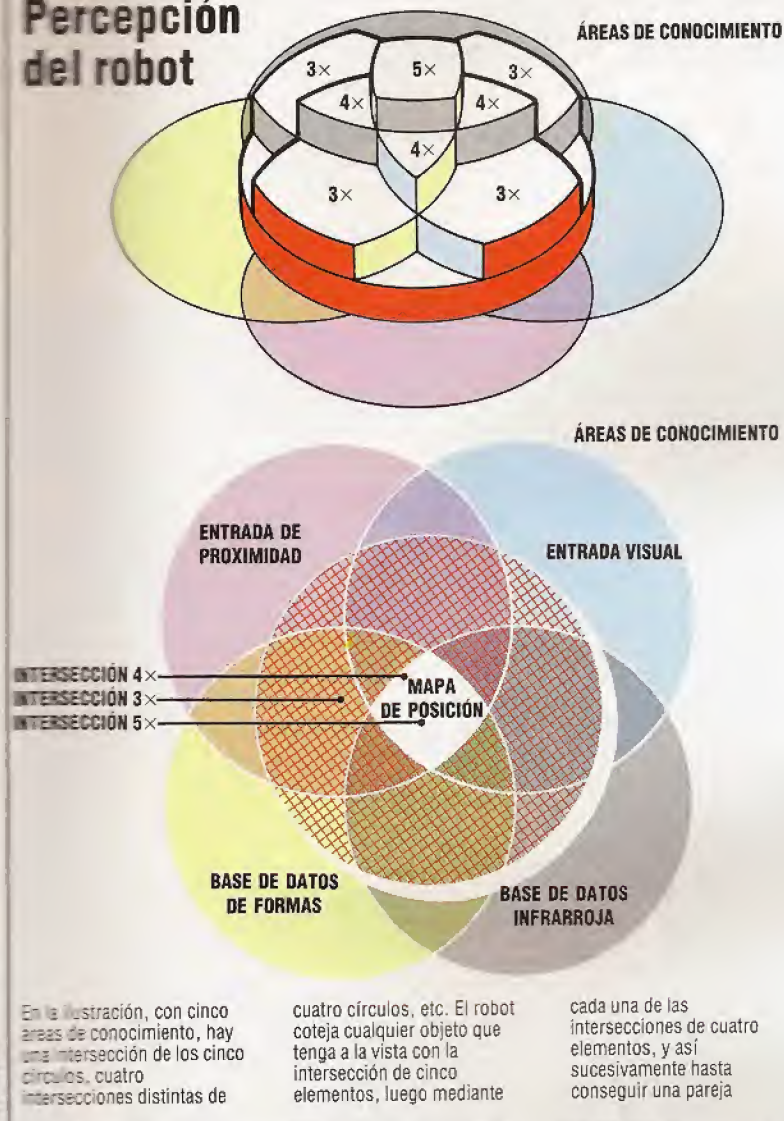 Percepción
del robot
ÁREAS DE CONOCIMIENTO
3× 5× 3×
4× 4×
4×
3× 3×
ÁREAS DE CONOCIMIENTO
ENTRADA DE
PROXIMIDAD
ENTRADA VISUAL
INTERSECCIÓN 4×
INTERSECCIÓN 3×
INTERSECCIÓN 5×
MAPA
DE POSICIÓN
BASE DE DATOS
DE FORMAS
BASE DE DATOS
INFRARROJA
En la ilustración, con cinco
áreas de conocimiento, hay
una intersección de los cinco
círculos, cuatro
intersecciones distintas de
cuatro círculos, etc. El robot
coteja cualquier objeto que
tenga a la vista con la
intersección de cinco
elementos, luego mediante
cada una de las
intersecciones de cuatro
elementos, y así
sucesivamente hasta
conseguir una pareja